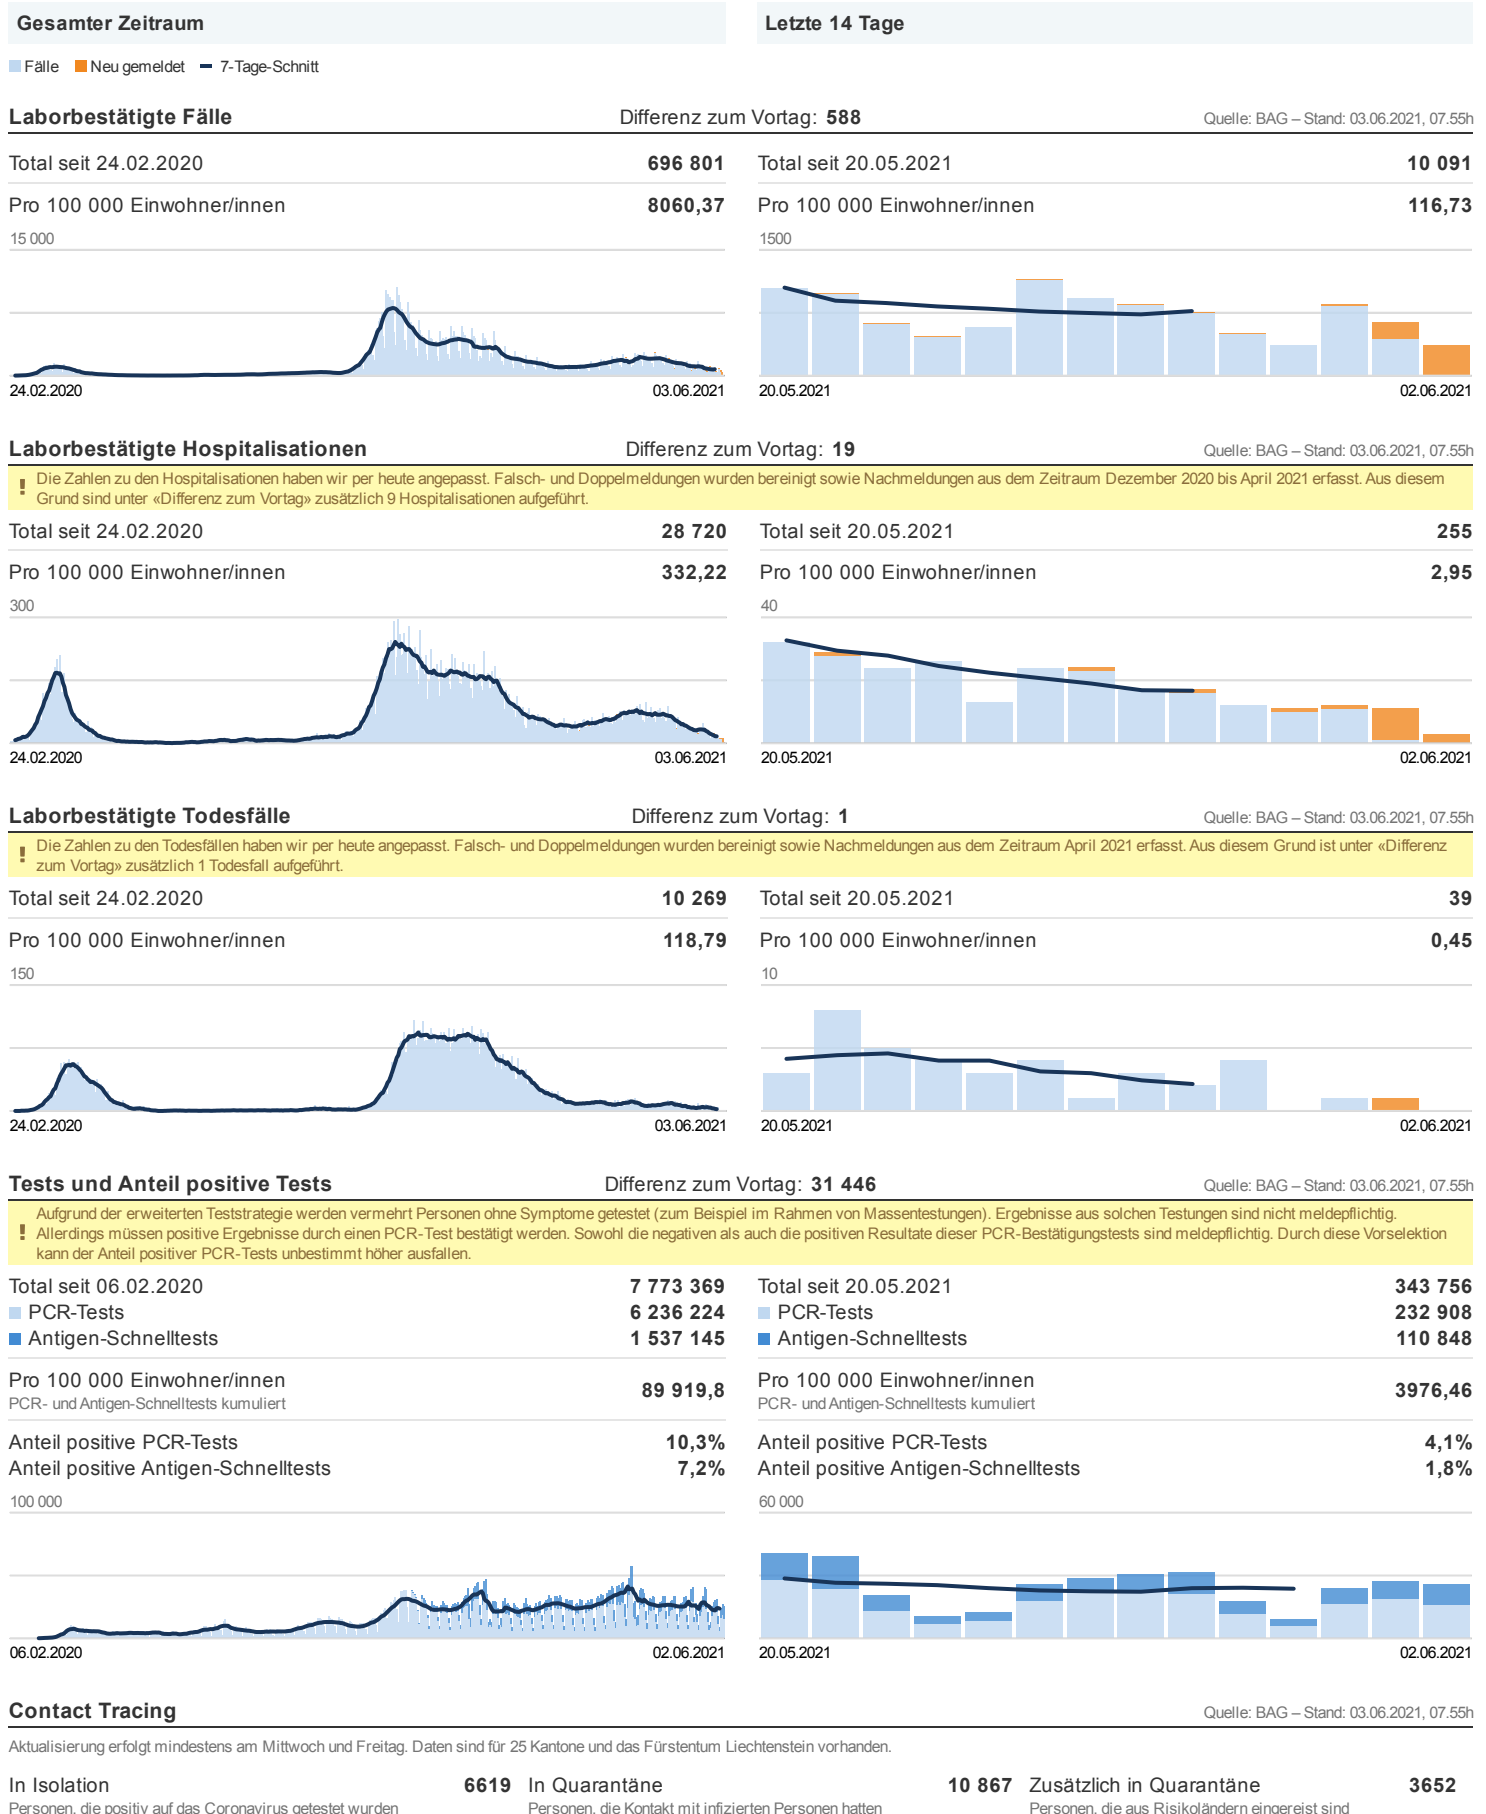 Gesamter Zeitraum
Letzte 14 Tage
Fälle Neu gemeldet 7-Tage-Schnitt
Laborbestätigte Fälle Differenz zum Vortag: 588 Quelle: BAG – Stand: 03.06.2021, 07.55h
Total seit 24.02.2020 696 801
Pro 100 000 Einwohner/innen 8060,37
15 000
24.02.2020 03.06.2021
Total seit 20.05.2021 10 091
Pro 100 000 Einwohner/innen 116,73
1500
20.05.2021 02.06.2021
Laborbestätigte Hospitalisationen Differenz zum Vortag: 19 Quelle: BAG – Stand: 03.06.2021, 07.55h
! Die Zahlen zu den Hospitalisationen haben wir per heute angepasst. Falsch- und Doppelmeldungen wurden bereinigt sowie Nachmeldungen aus dem Zeitraum Dezember 2020 bis April 2021 erfasst. Aus diesem
Grund sind unter «Differenz zum Vortag» zusätzlich 9 Hospitalisationen aufgeführt.
Total seit 24.02.2020 28 720
Pro 100 000 Einwohner/innen 332,22
300
24.02.2020 03.06.2021
Total seit 20.05.2021 255
Pro 100 000 Einwohner/innen 2,95
40
20.05.2021 02.06.2021
Laborbestätigte Todesfälle Differenz zum Vortag: 1 Quelle: BAG – Stand: 03.06.2021, 07.55h
! Die Zahlen zu den Todesfällen haben wir per heute angepasst. Falsch- und Doppelmeldungen wurden bereinigt sowie Nachmeldungen aus dem Zeitraum April 2021 erfasst. Aus diesem Grund ist unter «Differenz
zum Vortag» zusätzlich 1 Todesfall aufgeführt.
Total seit 24.02.2020 10 269
Pro 100 000 Einwohner/innen 118,79
150
24.02.2020 03.06.2021
Total seit 20.05.2021 39
Pro 100 000 Einwohner/innen 0,45
10
20.05.2021 02.06.2021
Tests und Anteil positive Tests Differenz zum Vortag: 31 446 Quelle: BAG – Stand: 03.06.2021, 07.55h
! Aufgrund der erweiterten Teststrategie werden vermehrt Personen ohne Symptome getestet (zum Beispiel im Rahmen von Massentestungen). Ergebnisse aus solchen Testungen sind nicht meldepflichtig.
Allerdings müssen positive Ergebnisse durch einen PCR-Test bestätigt werden. Sowohl die negativen als auch die positiven Resultate dieser PCR-Bestätigungstests sind meldepflichtig. Durch diese Vorselektion
kann der Anteil positiver PCR-Tests unbestimmt höher ausfallen.
Total seit 06.02.2020 7 773 369
PCR-Tests 6 236 224
Antigen-Schnelltests 1 537 145
Pro 100 000 Einwohner/innen 89 919,8
PCR- und Antigen-Schnelltests kumuliert
Anteil positive PCR-Tests 10,3%
Anteil positive Antigen-Schnelltests 7,2%
100 000
06.02.2020 02.06.2021
Total seit 20.05.2021 343 756
PCR-Tests 232 908
Antigen-Schnelltests 110 848
Pro 100 000 Einwohner/innen 3976,46
PCR- und Antigen-Schnelltests kumuliert
Anteil positive PCR-Tests 4,1%
Anteil positive Antigen-Schnelltests 1,8%
60 000
20.05.2021 02.06.2021
Contact Tracing Quelle: BAG – Stand: 03.06.2021, 07.55h
Aktualisierung erfolgt mindestens am Mittwoch und Freitag. Daten sind für 25 Kantone und das Fürstentum Liechtenstein vorhanden.
In Isolation 6619
Personen, die positiv auf das Coronavirus getestet wurden
In Quarantäne 10 867
Personen, die Kontakt mit infizierten Personen hatten
Zusätzlich in Quarantäne 3652
Personen, die aus Risikoländern eingereist sind